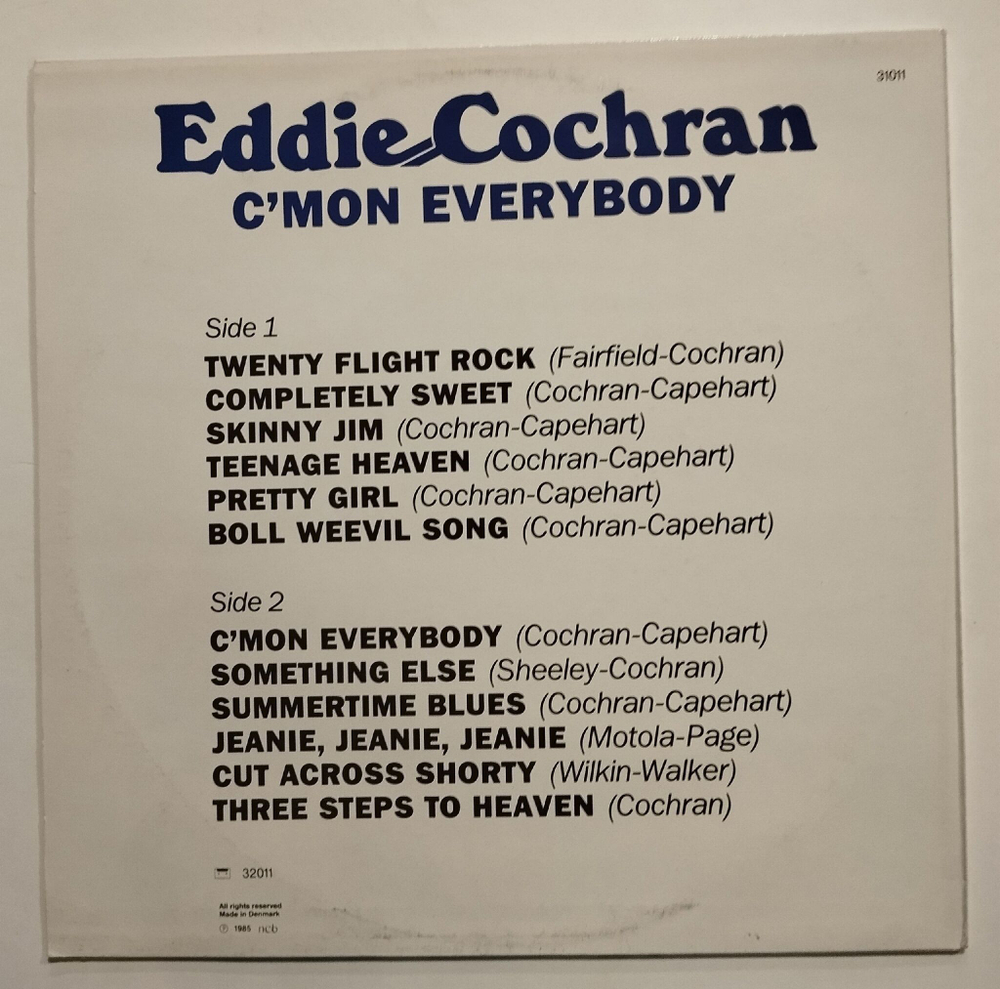 31011
Eddie Cochran
C'MON EVERYBODY
Side 1
TWENTY FLIGHT ROCK (Fairfield-Cochran)
COMPLETELY SWEET (Cochran-Capehart)
SKINNY JIM (Cochran-Capehart)
TEENAGE HEAVEN (Cochran-Capehart)
PRETTY GIRL (Cochran-Capehart)
BOLL WEEVIL SONG (Cochran-Capehart)
Side 2
C'MON EVERYBODY (Cochran-Capehart)
SOMETHING ELSE (Sheeley-Cochran)
SUMMERTIME BLUES (Cochran-Capehart)
JEANIE, JEANIE, JEANIE (Motola-Page)
CUT ACROSS SHORTY (Wilkin-Walker)
THREE STEPS TO HEAVEN (Cochran)
32011
All rights reserved
Made in Denmark
℗ 1985 ncb